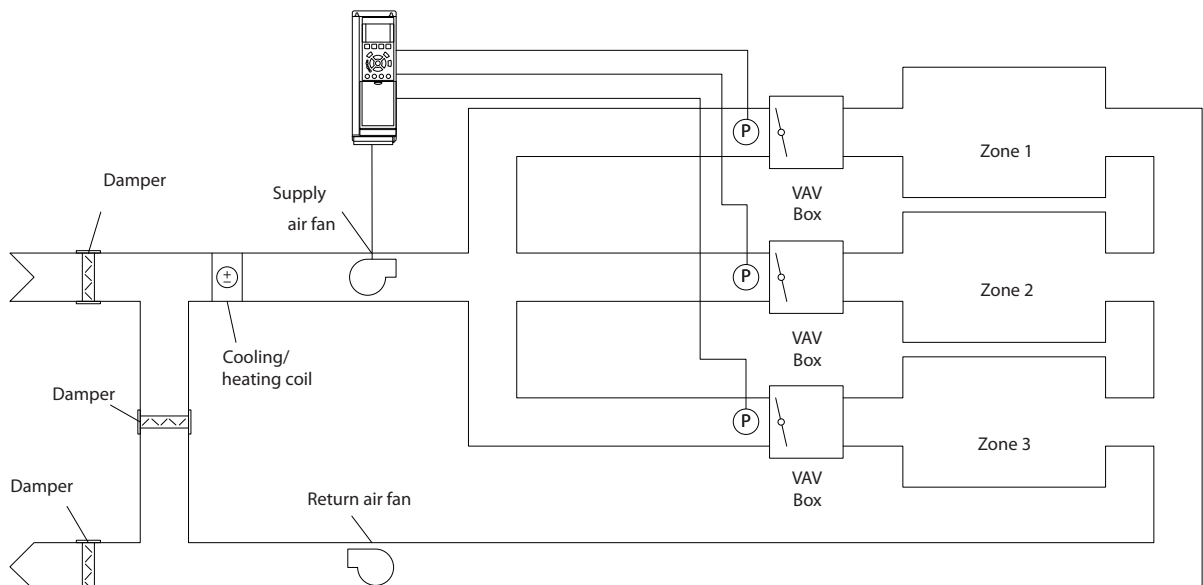 Damper
Supply
air fan
P
Zone 1
VAV
Box
±
P
Zone 2
Cooling/
heating coil
VAV
Box
Damper
P
Zone 3
Damper
Return air fan
VAV
Box